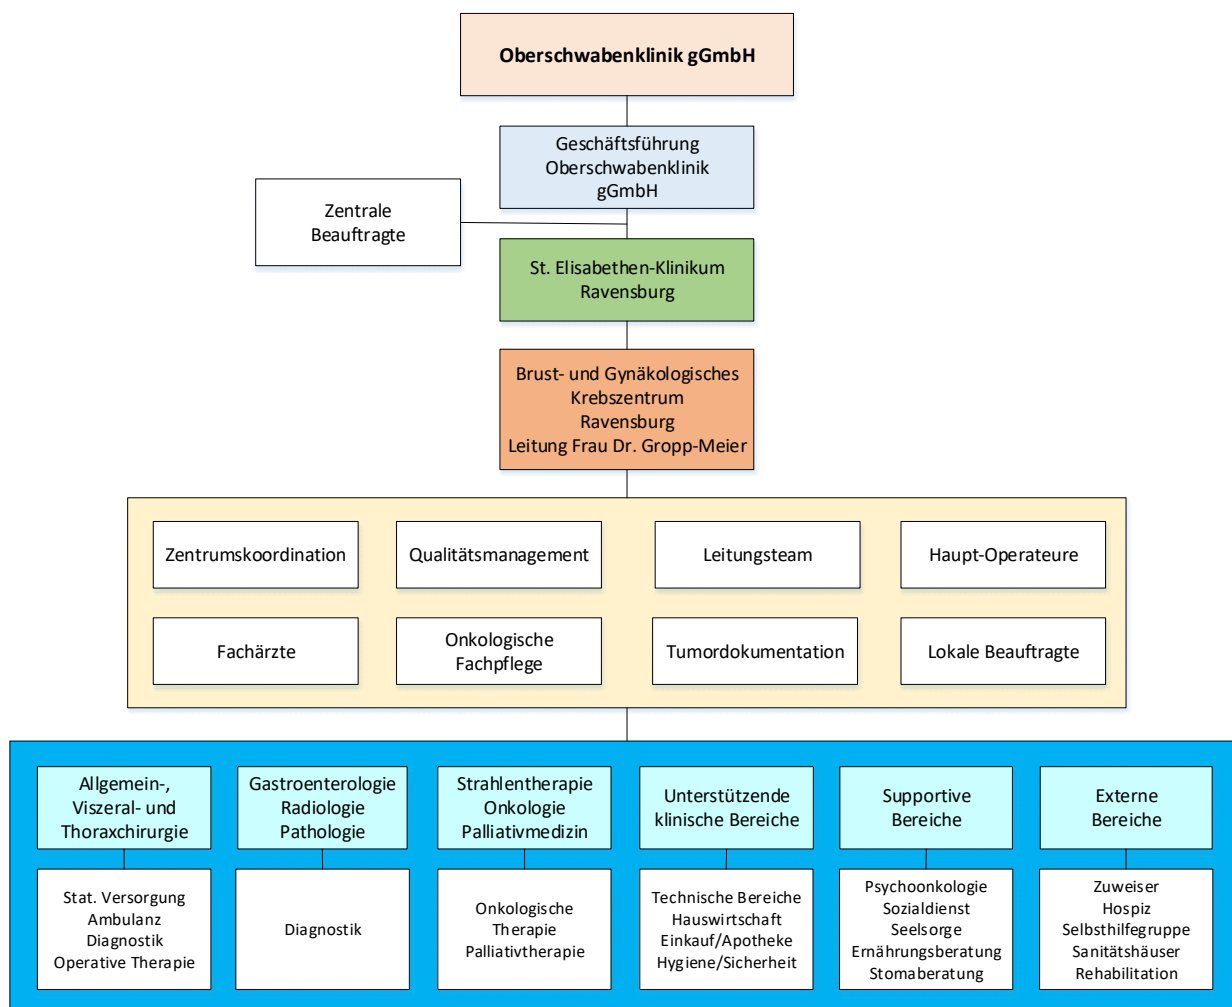 Oberschwabenklinik gGmbH
Geschäftsführung
Oberschwabenklinik
gGmbH
Zentrale
Beauftragte
St. Elisabethen-Klinikum
Ravensburg
Brust- und Gynäkologisches
Krebszentrum
Ravensburg
Leitung Frau Dr. Gropp-Meier
Zentrumskoordination
Qualitätsmanagement
Leitungsteam
Haupt-Operateure
Fachärzte
Onkologische
Fachpflege
Tumordokumentation
Lokale Beauftragte
Allgemein-,
Viszeral- und
Thoraxchirurgie
Gastroenterologie
Radiologie
Pathologie
Strahlentherapie
Onkologie
Palliativmedizin
Unterstützende
klinische Bereiche
Supportive
Bereiche
Externe
Bereiche
Stat. Versorgung
Ambulanz
Diagnostik
Operative Therapie
Diagnostik
Onkologische
Therapie
Palliativtherapie
Technische Bereiche
Hauswirtschaft
Einkauf/Apotheke
Hygiene/Sicherheit
Psychoonkologie
Sozialdienst
Seelsorge
Ernährungsberatung
Stomaberatung
Zuweiser
Hospiz
Selbsthilfegruppe
Sanitätshäuser
Rehabilitation